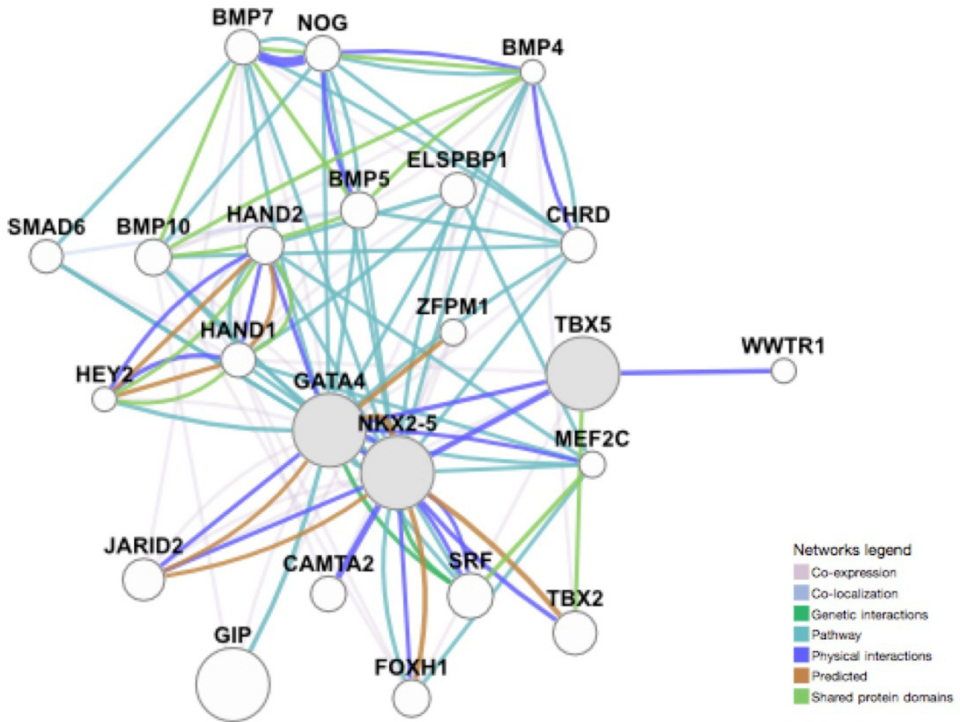 BMP7
NOG
BMP4
ELSPBP1
BMP5
SMAD6
BMP10
HAND2
CHRD
ZFPM1
TBX5
HAND1
WWTR1
HEY2
GATA4
NKX2-5
MEF2C
JARID2
CAMTA2
SRF
TBX2
GIP
FOXH1
Networks legend
Co-expression
Co-localization
Genetic interactions
Pathway
Physical interactions
Predicted
Shared protein domains